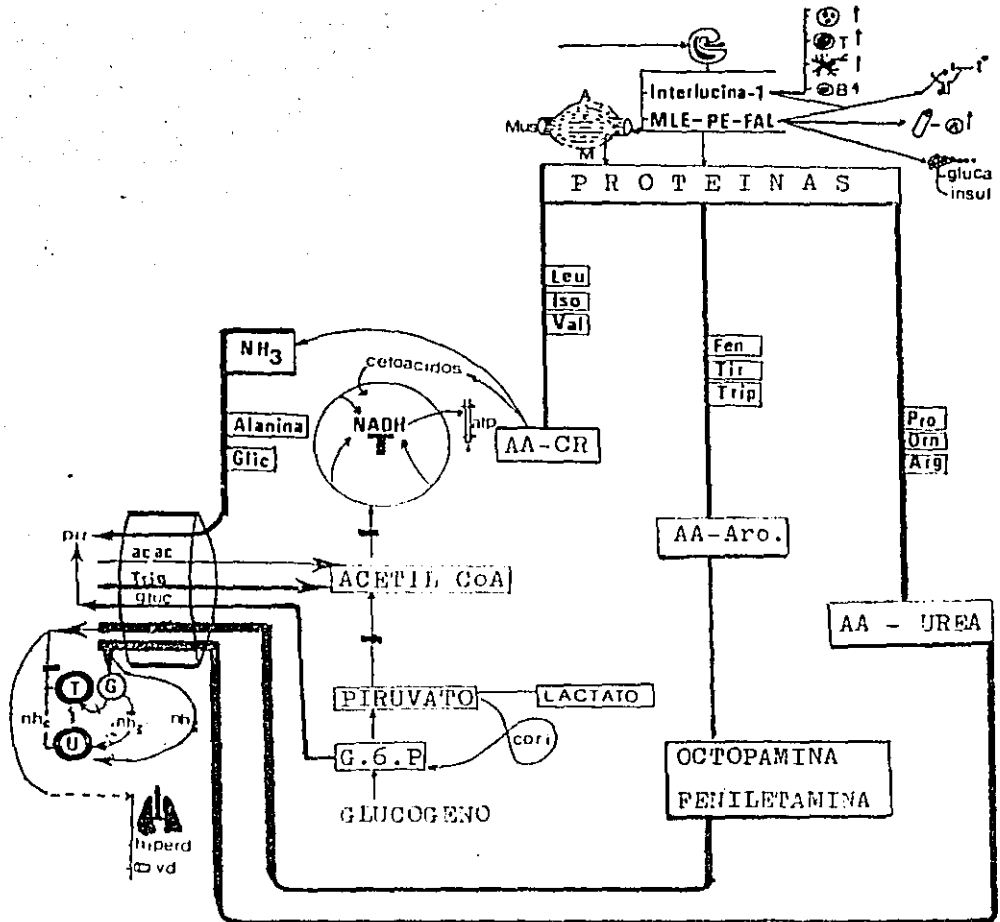 T
B
Interlucina-1
MLE-PE-FAL
A
Mus
M
gluca
insul
PROTEINAS
Leu
Iso
Val
Fen
Tir
Trip
Pro
Orn
Arg
NH3
cetoacidos
NADH
atp
AA-CR
Alanina
Glic
AA-Aro.
pir
acac
Trig
gluc
ACETIL CoA
AA - UREA
T
G
U
PIRUVATO
LACTATO
cori
G.6.P
GLUCOGENO
OCTOPAMINA
FENILETAMINA
hiperd
vd